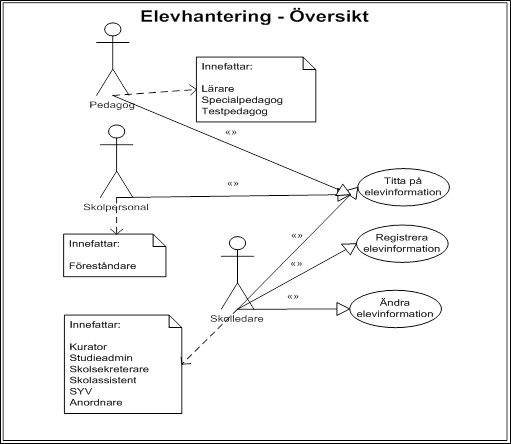 Elevhantering - Översikt
Innefattar:
Lärare
Specialpedagog
Testpedagog
Pedagog
«»
Titta på
elevinformation
«»
Skolpersonal
Innefattar:
Föreståndare
«»
Registrera
elevinformation
«»
«»
Ändra
elevinformation
Skolledare
Innefattar:
Kurator
Studieadmin
Skolsekreterare
Skolassistent
SYV
Anordnare